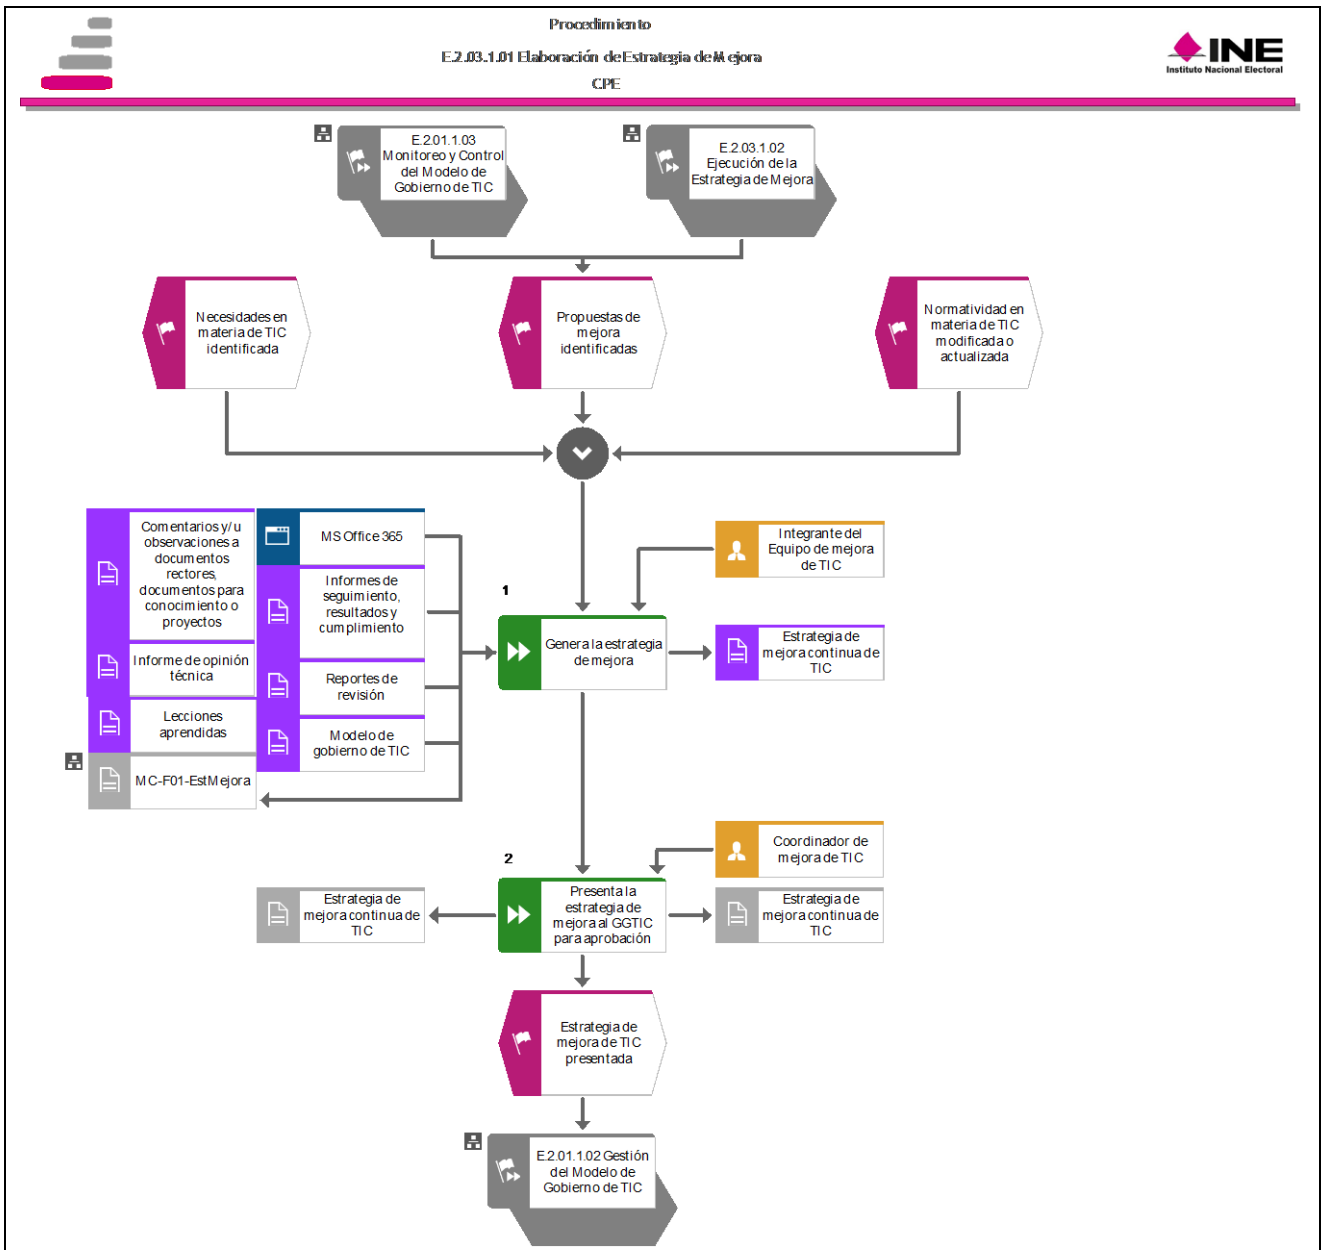 Procedimiento
E.2.03.1.01 Elaboración de Estrategia de Mejora
CPE
INE
Instituto Nacional Electoral
E.2.01.1.03
Monitoreo y Control
del Modelo de
Gobierno de TIC
E.2.03.1.02
Ejecución de la
Estrategia de Mejora
Necesidades en
materia de TIC
identificada
Propuestas de
mejora
identificadas
Normatividad en
materia de TIC
modificada o
actualizada
Comentarios y/u
observaciones a
documentos
rectores,
documentos para
conocimiento o
proyectos
MS Office 365
Informes de
seguimiento,
resultados y
cumplimiento
Informe de opinión
técnica
Reportes de
revisión
Lecciones
aprendidas
Modelo de
gobierno de TIC
MC-F01-EstMejora
Integrante del
Equipo de mejora
de TIC
1
Genera la estrategia
de mejora
Estrategia de
mejora continua de
TIC
Coordinador de
mejora de TIC
2
Presenta la
estrategia de
mejora al GGTIC
para aprobación
Estrategia de
mejora continua de
TIC
Estrategia de
mejora continua de
TIC
Estrategia de
mejora de TIC
presentada
E.2.01.1.02 Gestión
del Modelo de
Gobierno de TIC